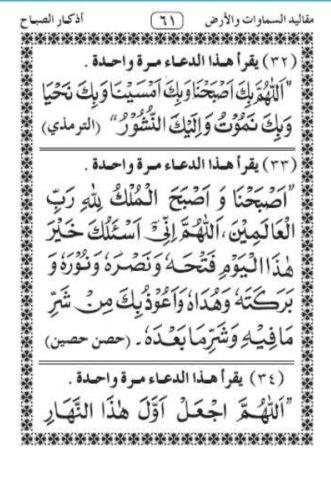 مقاليد السماوات والأرض ٦١ أذكار الصباح
(٣٢) يقرأ هذا الدعاء مرة واحدة .
"اَللّٰهُمَّ بِكَ اَصْبَحْنَا وَبِكَ اَمْسَيْنَا وَبِكَ نَحْيَا
وَبِكَ نَمُوْتُ وَاِلَيْكَ النُّشُوْرُ" (الترمذي)
(٣٣) يقرأ هذا الدعاء مرة واحدة .
"اَصْبَحْنَا وَ اَصْبَحَ الْمُلْكُ لِلّٰهِ رَبِّ
الْعَالَمِيْنَ، اَللّٰهُمَّ اِنِّيْ اَسْئَلُكَ خَيْرَ
هٰذَا الْيَوْمِ فَتْحَهٗ وَنَصْرَهٗ وَنُوْرَهٗ وَ
بَرَكَتَهٗ وَهُدَاهُ وَاَعُوْذُ بِكَ مِنْ شَرِّ
مَا فِيْهِ وَشَرِّ مَا بَعْدَهٗ۔ (حصن حصين)
(٣٤) يقرأ هذا الدعاء مرة واحدة .
"اَللّٰهُمَّ اجْعَلْ اَوَّلَ هٰذَا النَّهَارِ